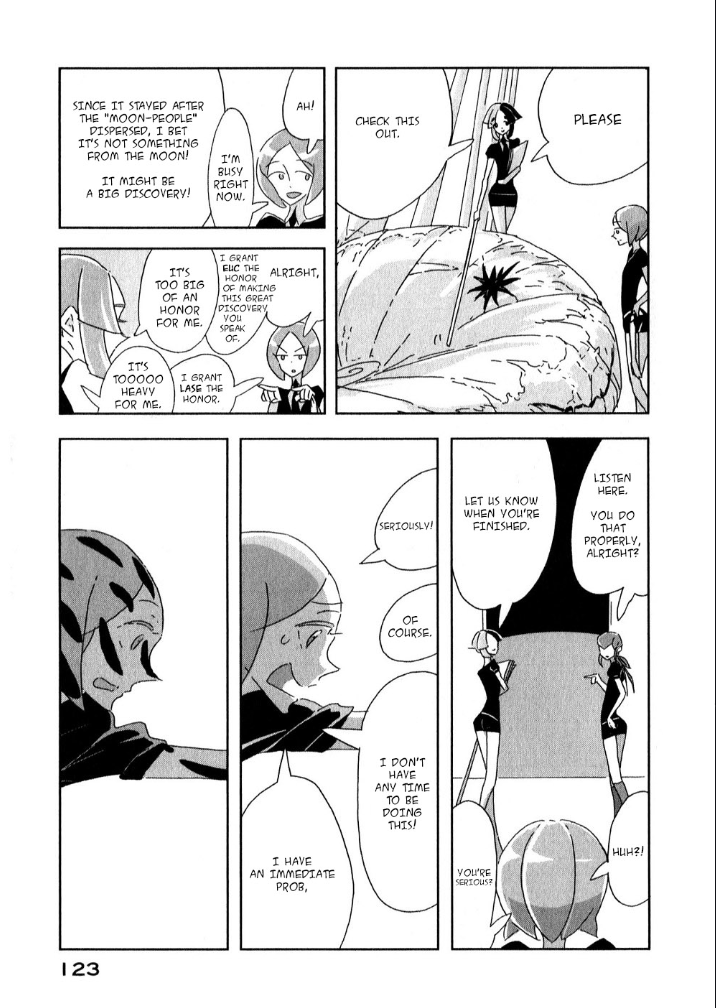 PLEASE
CHECK THIS
OUT.
AH!
I'M
BUSY
RIGHT
NOW.
SINCE IT STAYED AFTER
THE "MOON-PEOPLE"
DISPERSED, I BET
IT'S NOT SOMETHING
FROM THE MOON!
IT MIGHT BE
A BIG DISCOVERY!
ALRIGHT,
I GRANT
EUC THE
HONOR
OF MAKING
THIS GREAT
DISCOVERY
YOU
SPEAK
OF.
IT'S
TOO BIG
OF AN
HONOR
FOR ME.
I GRANT
LASE THE
HONOR.
IT'S
TOOOOO
HEAVY
FOR ME.
LISTEN
HERE.
YOU DO
THAT
PROPERLY,
ALRIGHT?
LET US KNOW
WHEN YOU'RE
FINISHED.
HUH?!
YOU'RE
SERIOUS?
SERIOUSLY!
OF
COURSE.
I DON'T
HAVE
ANY TIME
TO BE
DOING
THIS!
I HAVE
AN IMMEDIATE
PROB,
123